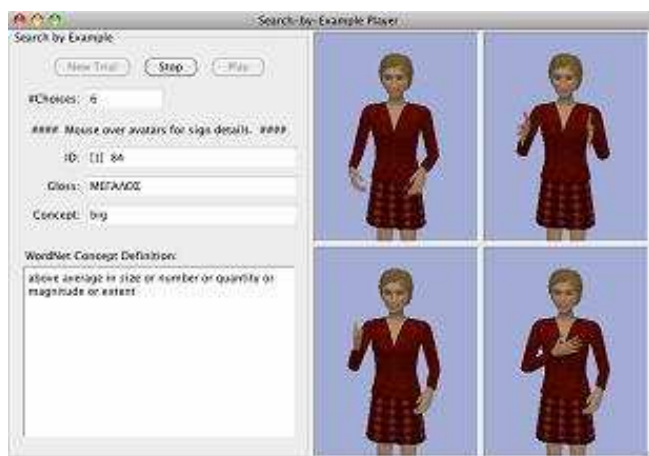 Search-by-Example Player
Search by Example
New Trial Stop Play
#Choices: 6
#### Mouse over avatars for sign details. ####
ID: [1] 84
Gloss: ΜΕΓΑΛΟΣ
Concept: big
WordNet Concept Definition:
above average in size or number or quantity or
magnitude or extent